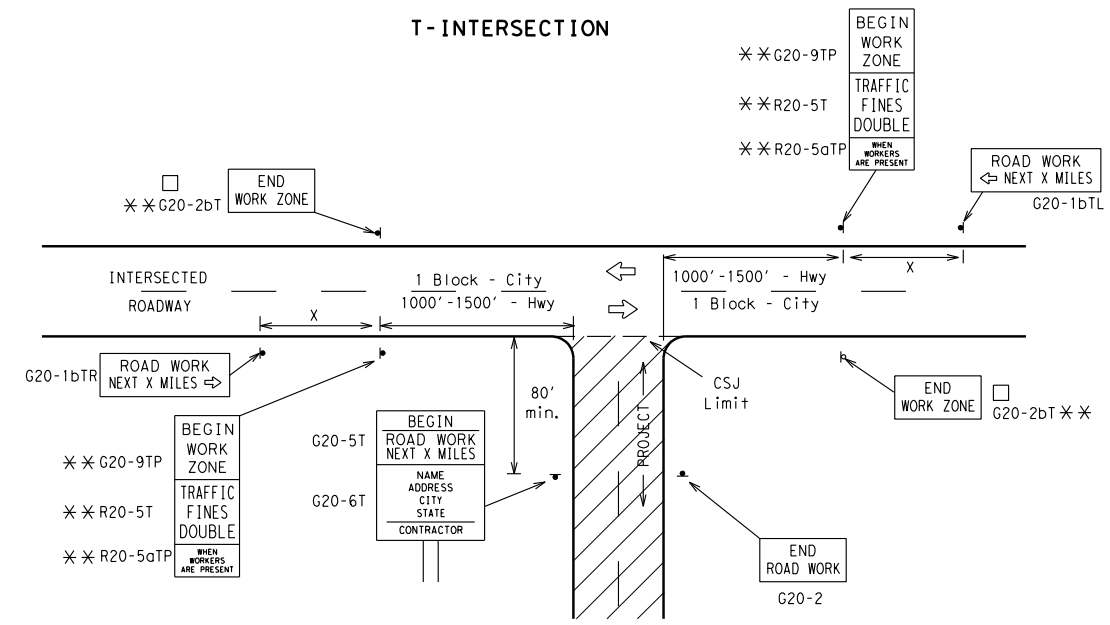 T-INTERSECTION
BEGIN
WORK
ZONE
TRAFFIC
FINES
DOUBLE
WHEN
WORKERS
ARE PRESENT
**G20-9TP
**R20-5T
**R20-5aTP
ROAD WORK
⇦ NEXT X MILES
G20-1bTL
□
**G20-2bT
END
WORK ZONE
INTERSECTED
ROADWAY
1 Block - City
1000'-1500' - Hwy
X
1000'-1500' - Hwy
1 Block - City
X
G20-1bTR
ROAD WORK
NEXT X MILES ⇨
80'
min.
CSJ
Limit
PROJECT
END
WORK ZONE
□
G20-2bT**
**G20-9TP
**R20-5T
**R20-5aTP
BEGIN
WORK
ZONE
TRAFFIC
FINES
DOUBLE
WHEN
WORKERS
ARE PRESENT
G20-5T
G20-6T
BEGIN
ROAD WORK
NEXT X MILES
NAME
ADDRESS
CITY
STATE
CONTRACTOR
END
ROAD WORK
G20-2